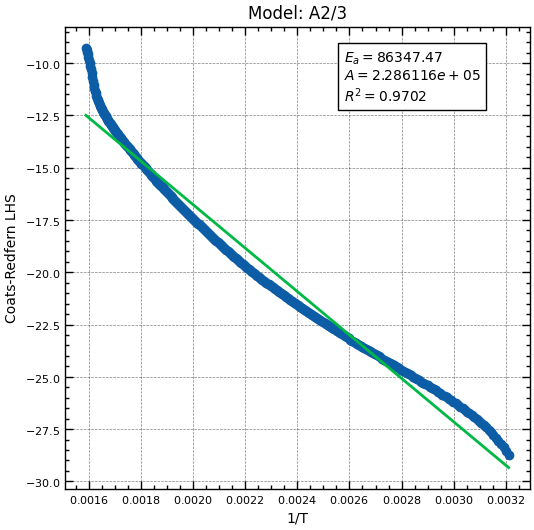 Model: A2/3
Coats-Redfern LHS
−10.0
−12.5
−15.0
−17.5
−20.0
−22.5
−25.0
−27.5
−30.0
E_a = 86347.47
A = 2.286116e + 05
R² = 0.9702
0.0016 0.0018 0.0020 0.0022 0.0024 0.0026 0.0028 0.0030 0.0032
1/T